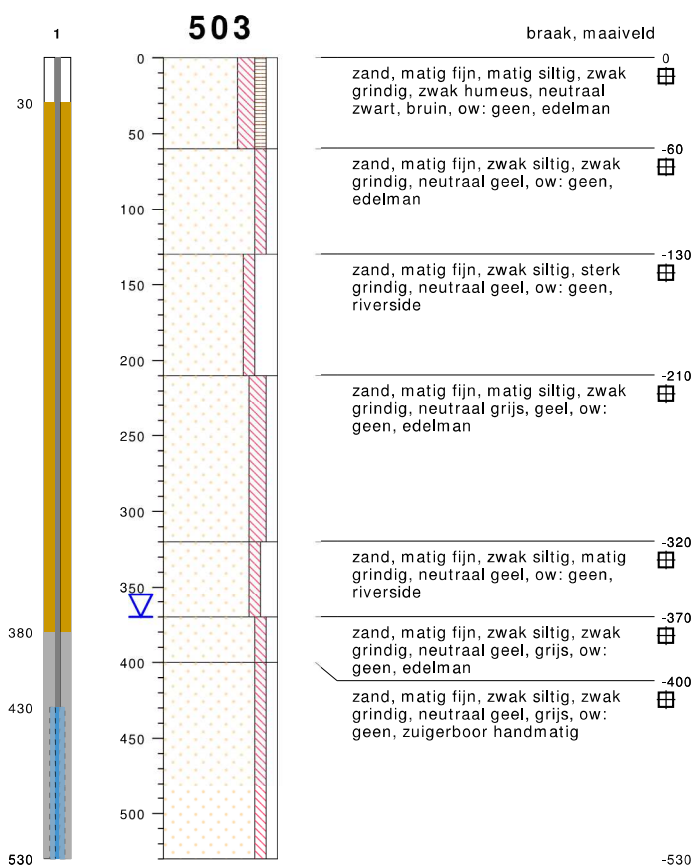 1
503
braak, maaiveld
0
zand, matig fijn, matig siltig, zwak
grindig, zwak humeus, neutraal
zwart, bruin, ow: geen, edelman
-60
zand, matig fijn, zwak siltig, zwak
grindig, neutraal geel, ow: geen,
edelman
-130
zand, matig fijn, zwak siltig, sterk
grindig, neutraal geel, ow: geen,
riverside
-210
zand, matig fijn, matig siltig, zwak
grindig, neutraal grijs, geel, ow:
geen, edelman
-320
zand, matig fijn, zwak siltig, matig
grindig, neutraal geel, ow: geen,
riverside
-370
zand, matig fijn, zwak siltig, zwak
grindig, neutraal geel, grijs, ow:
geen, edelman
-400
zand, matig fijn, zwak siltig, zwak
grindig, neutraal geel, grijs, ow:
geen, zuigerboor handmatig
-530
0
50
100
150
200
250
300
350
400
450
500
30
380
430
530